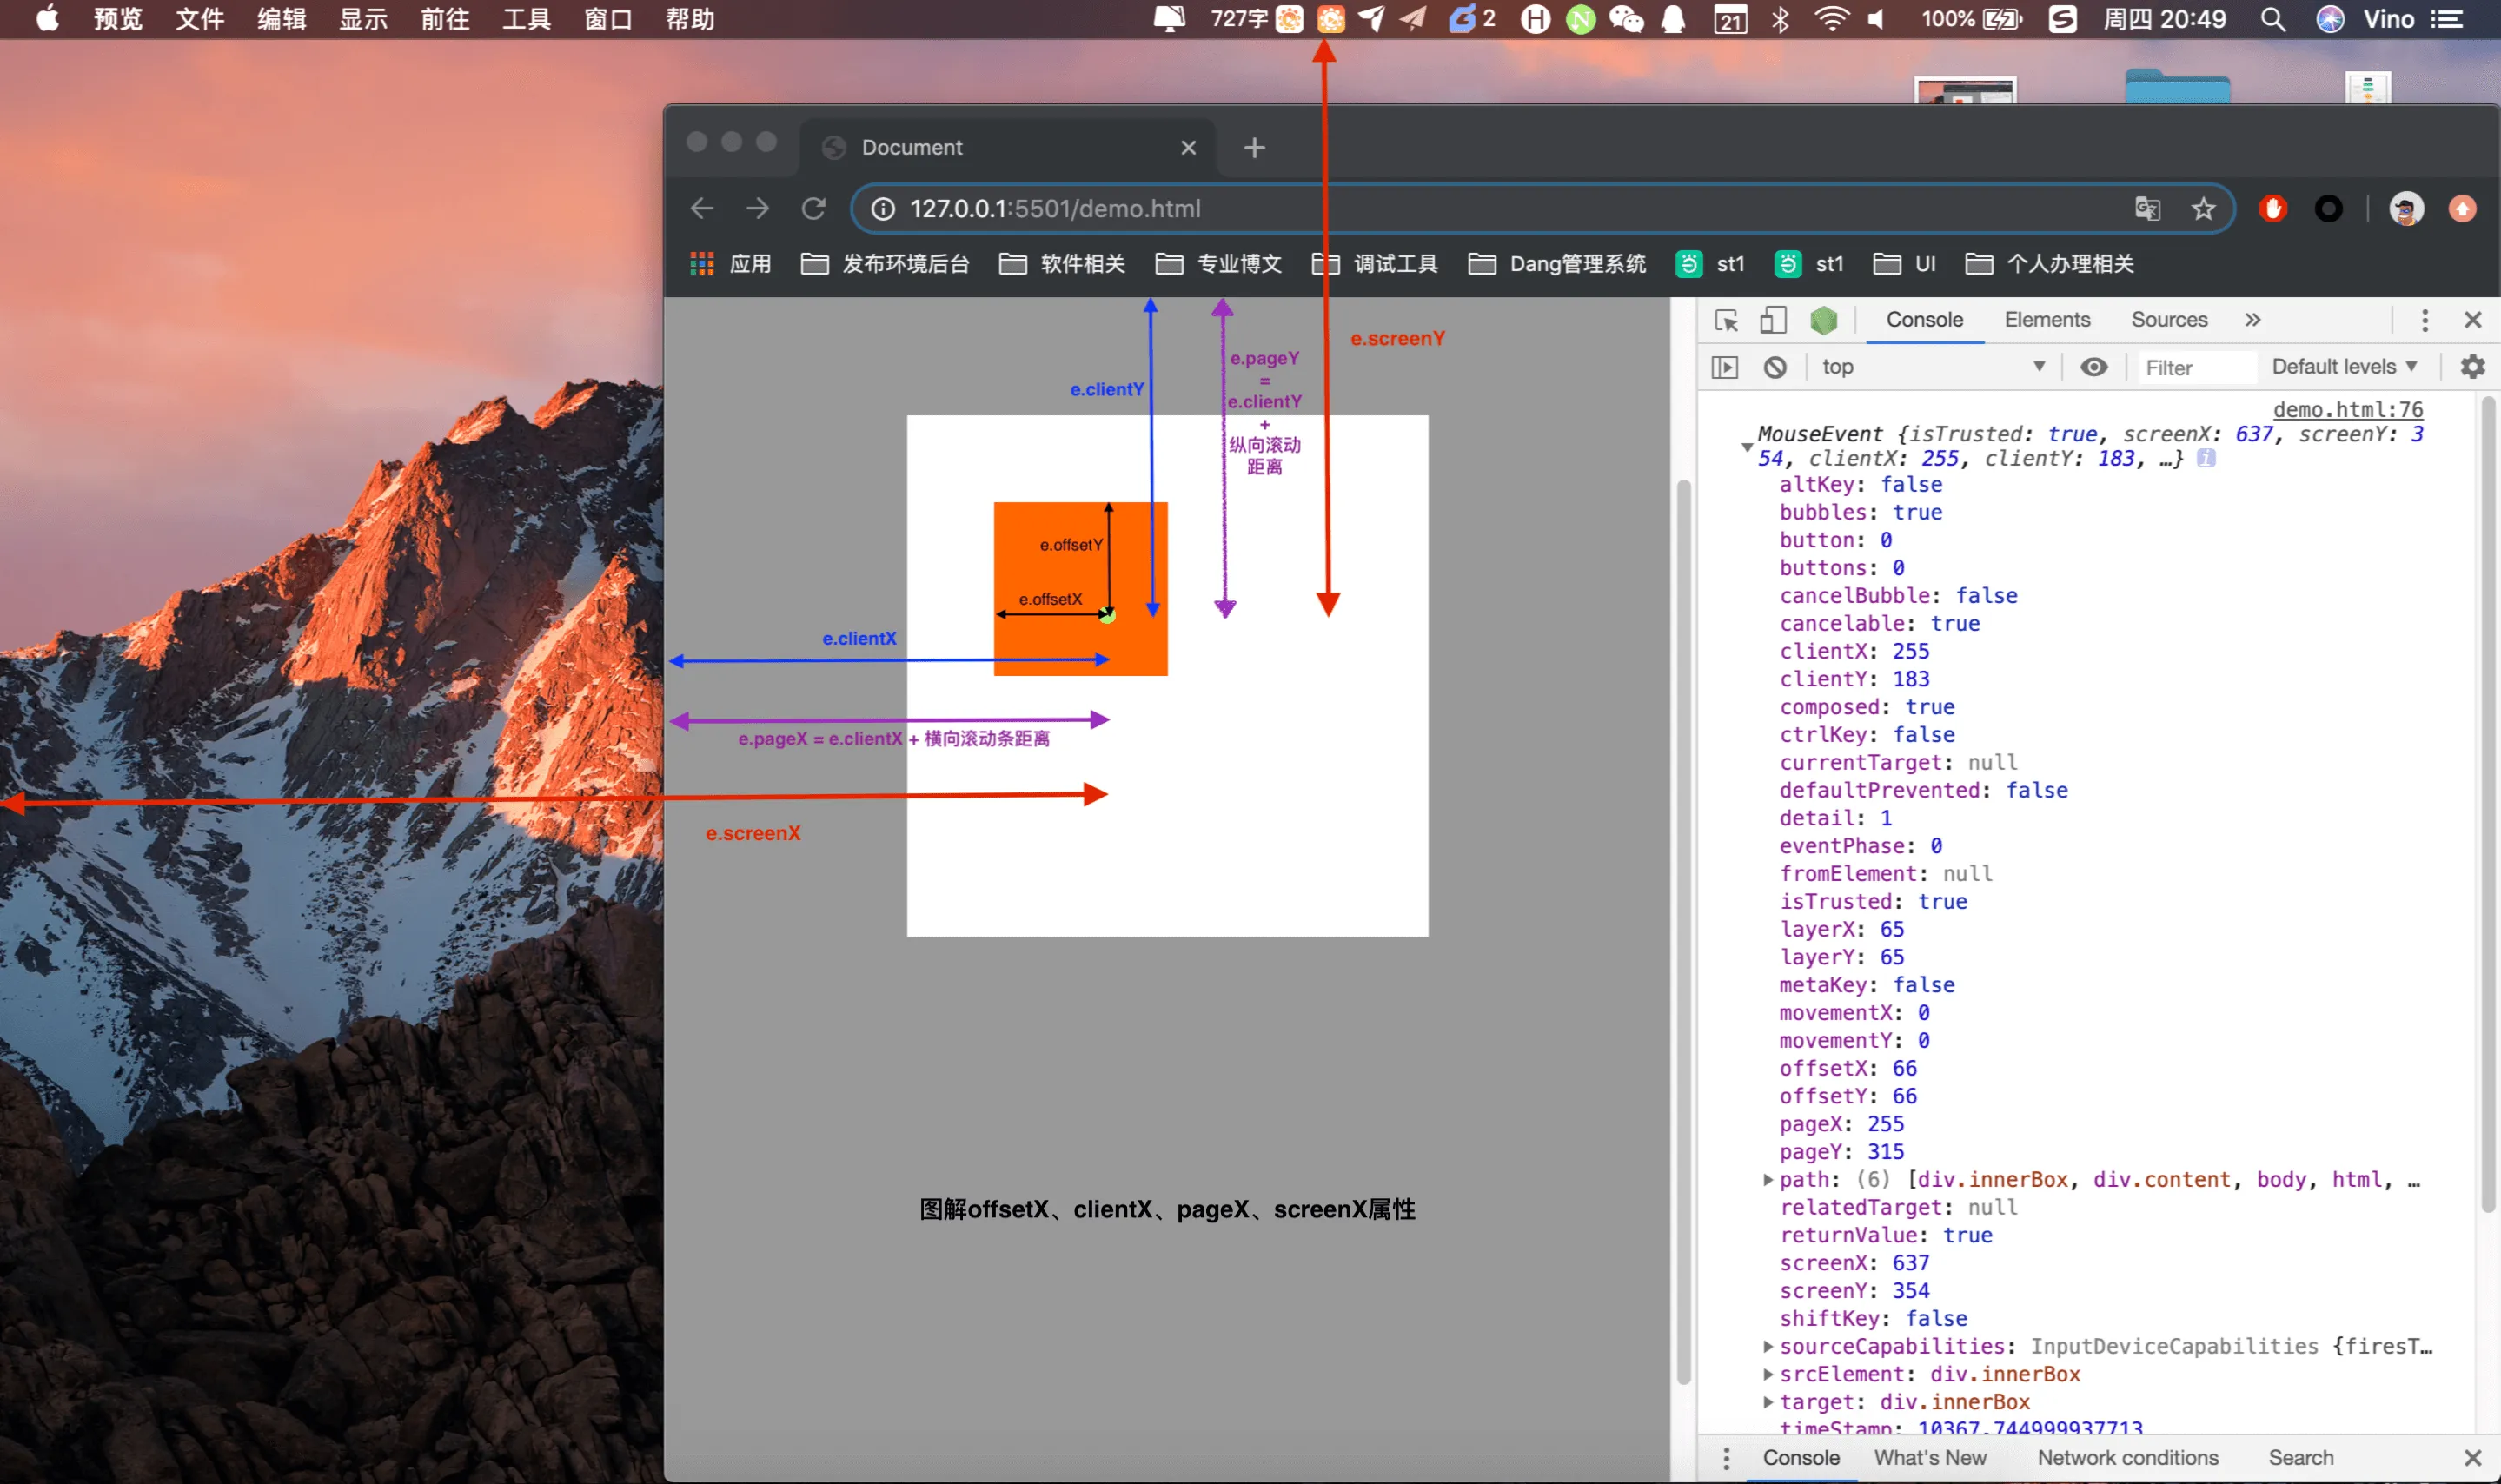 预览 文件 编辑 显示 前往 工具 窗口 帮助 727字 2 21 100% 周四 20:49 Vino
Document
127.0.0.1:5501/demo.html
应用 发布环境后台 软件相关 专业博文 调试工具 Dang管理系统 st1 st1 UI 个人办理相关
e.screenY
e.pageY
=
e.clientY
+
纵向滚动
距离
e.clientY
e.offsetY
e.offsetX
e.clientX
e.pageX = e.clientX + 横向滚动条距离
e.screenX
图解offsetX、clientX、pageX、screenX属性
Console Elements Sources
top Filter Default levels
demo.html:76
MouseEvent {isTrusted: true, screenX: 637, screenY: 3
54, clientX: 255, clientY: 183, …}
altKey: false
bubbles: true
button: 0
buttons: 0
cancelBubble: false
cancelable: true
clientX: 255
clientY: 183
composed: true
ctrlKey: false
currentTarget: null
defaultPrevented: false
detail: 1
eventPhase: 0
fromElement: null
isTrusted: true
layerX: 65
layerY: 65
metaKey: false
movementX: 0
movementY: 0
offsetX: 66
offsetY: 66
pageX: 255
pageY: 315
path: (6) [div.innerBox, div.content, body, html, …
relatedTarget: null
returnValue: true
screenX: 637
screenY: 354
shiftKey: false
sourceCapabilities: InputDeviceCapabilities {firesT…
srcElement: div.innerBox
target: div.innerBox
timeStamp: 10367.744999937713
Console What's New Network conditions Search